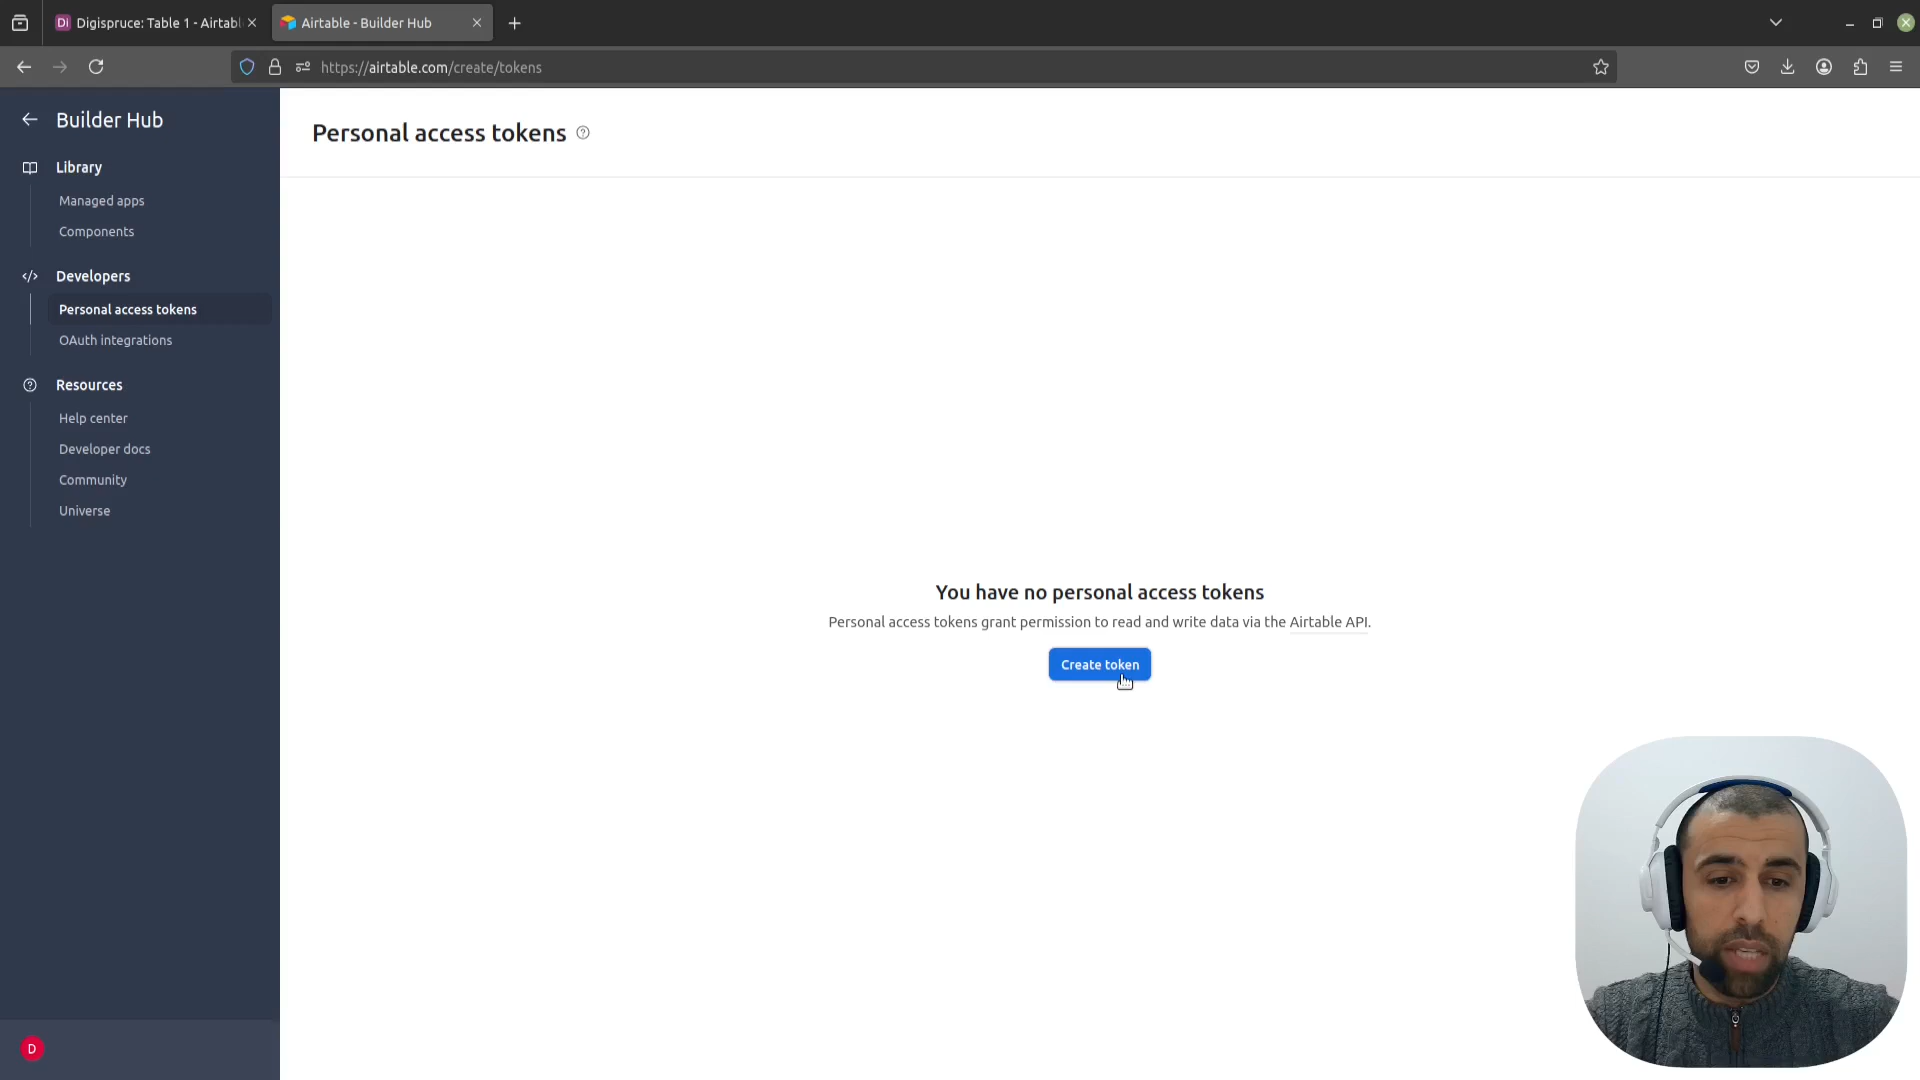 Digispruce: Table 1 - Airtabl
Airtable - Builder Hub
https://airtable.com/create/tokens
Builder Hub
Library
Managed apps
Components
Developers
Personal access tokens
OAuth integrations
Resources
Help center
Developer docs
Community
Universe
D
Personal access tokens
You have no personal access tokens
Personal access tokens grant permission to read and write data via the Airtable API.
Create token